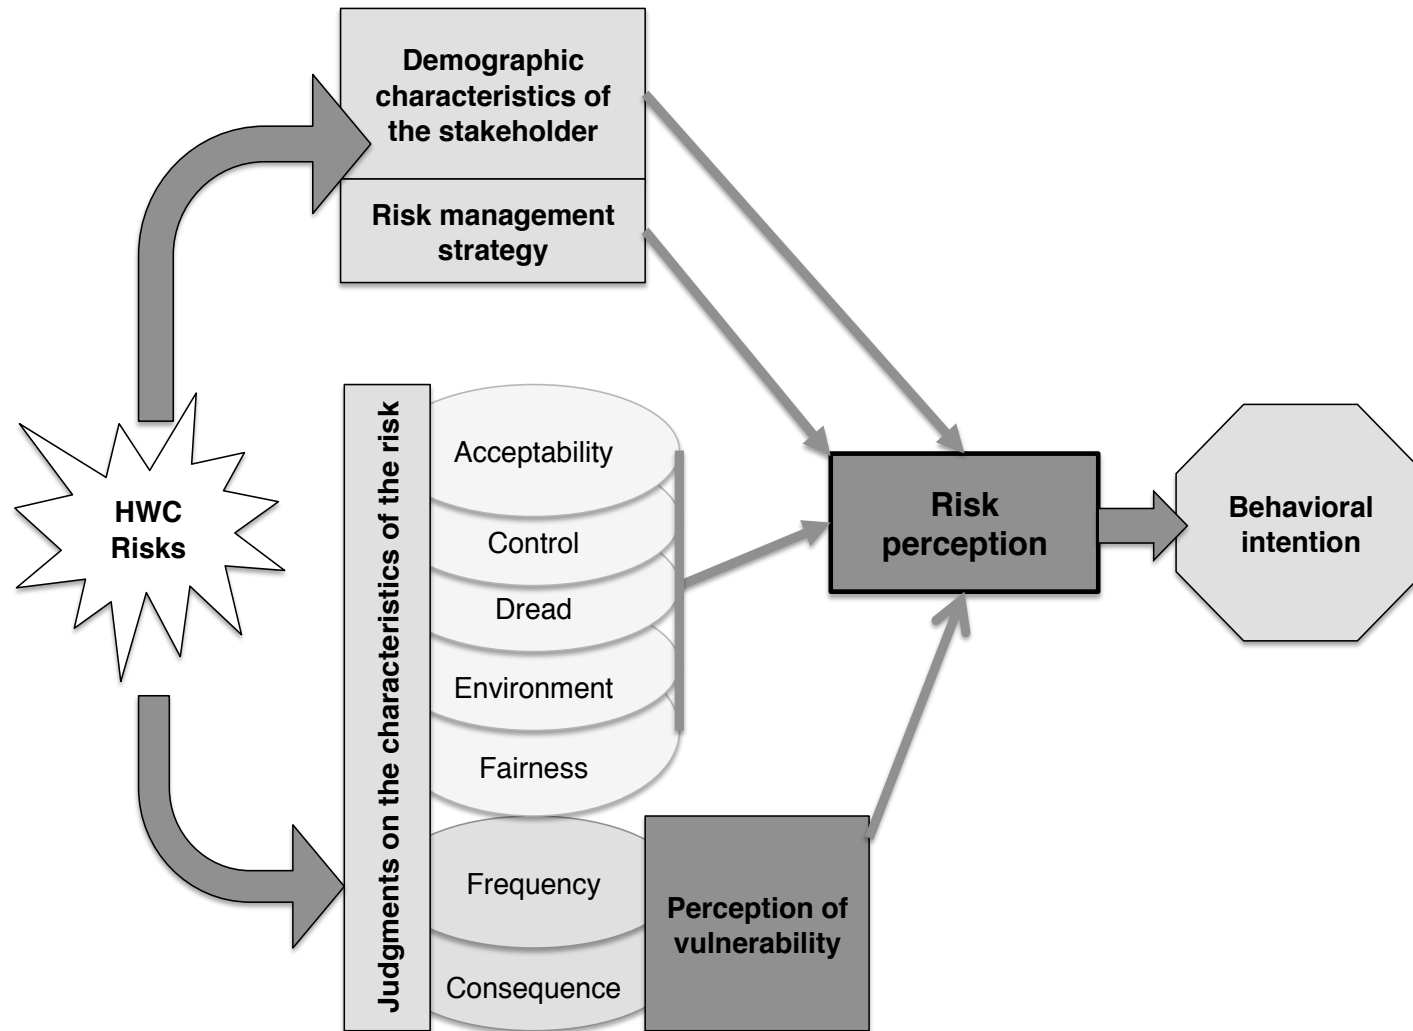 Demographic
characteristics of
the stakeholder
Risk management
strategy
HWC
Risks
Judgments on the characteristics of the risk
Acceptability
Control
Dread
Environment
Fairness
Frequency
Consequence
Perception of
vulnerability
Risk
perception
Behavioral
intention